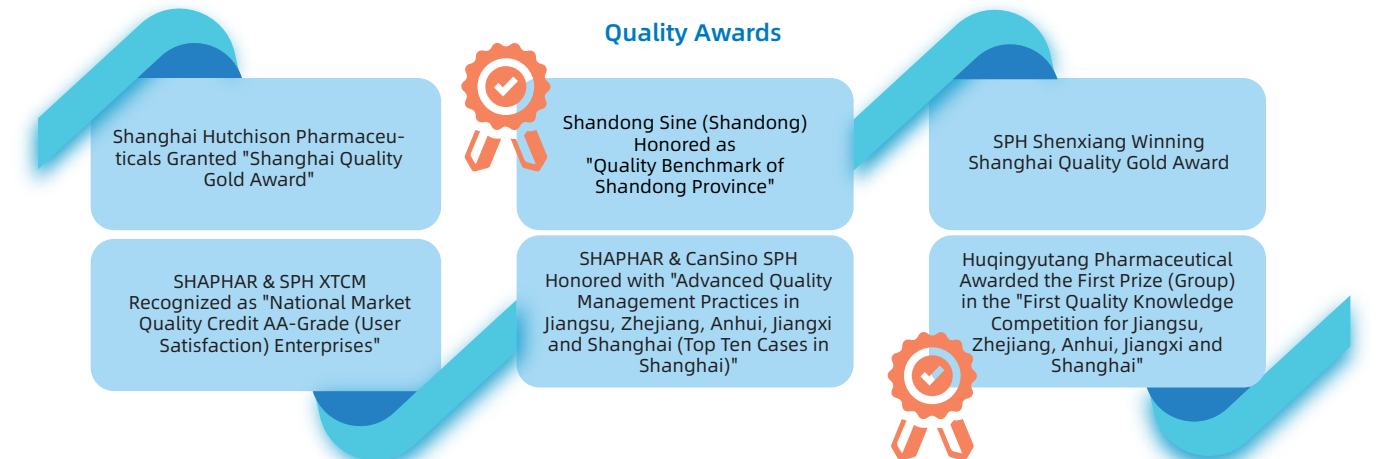 Quality Awards
Shanghai Hutchison Pharmaceu-
ticals Granted "Shanghai Quality
Gold Award"
Shandong Sine (Shandong)
Honored as
"Quality Benchmark of
Shandong Province"
SPH Shenxiang Winning
Shanghai Quality Gold Award
SHAPHAR & SPH XTCM
Recognized as "National Market
Quality Credit AA-Grade (User
Satisfaction) Enterprises"
SHAPHAR & CanSino SPH
Honored with "Advanced Quality
Management Practices in
Jiangsu, Zhejiang, Anhui, Jiangxi
and Shanghai (Top Ten Cases in
Shanghai)"
Huqingyutang Pharmaceutical
Awarded the First Prize (Group)
in the "First Quality Knowledge
Competition for Jiangsu,
Zhejiang, Anhui, Jiangxi and
Shanghai"